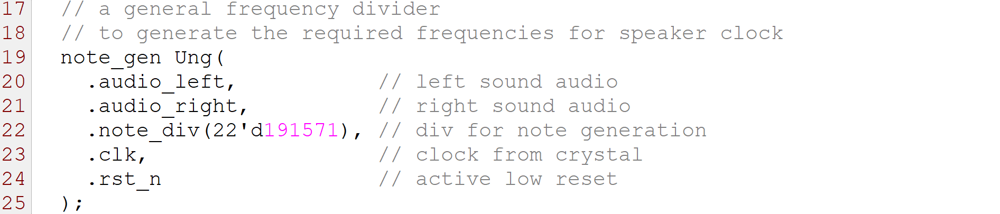 17 // a general frequency divider
18 // to generate the required frequencies for speaker clock
19 note_gen Ung(
20 .audio_left, // left sound audio
21 .audio_right, // right sound audio
22 .note_div(22'd191571), // div for note generation
23 .clk, // clock from crystal
24 .rst_n // active low reset
25 );